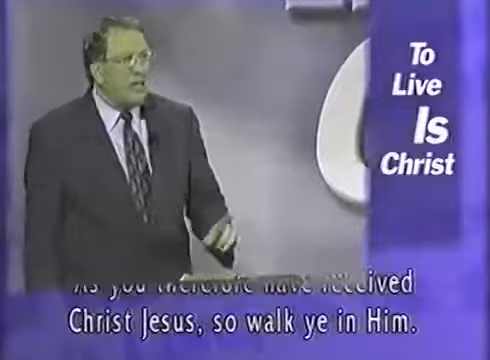 To
Live
Is
Christ
As you therefore have received
Christ Jesus, so walk ye in Him.